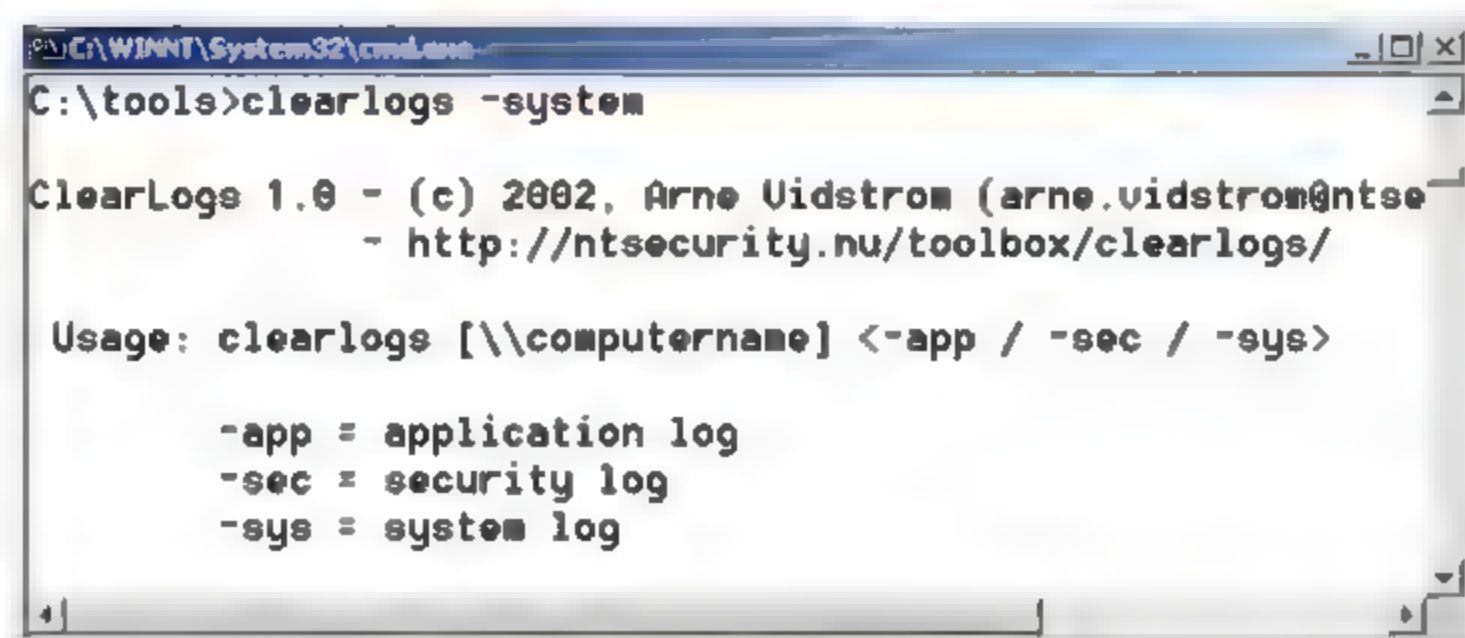 C:\WINNT\System32\cmd.exe
C:\tools>clearlogs -system
ClearLogs 1.0 - (c) 2002, Arne Vidstrom (arne.vidstrom@ntse
- http://ntsecurity.nu/toolbox/clearlogs/
Usage: clearlogs [\\computername] <-app / -sec / -sys>
-app = application log
-sec = security log
-sys = system log